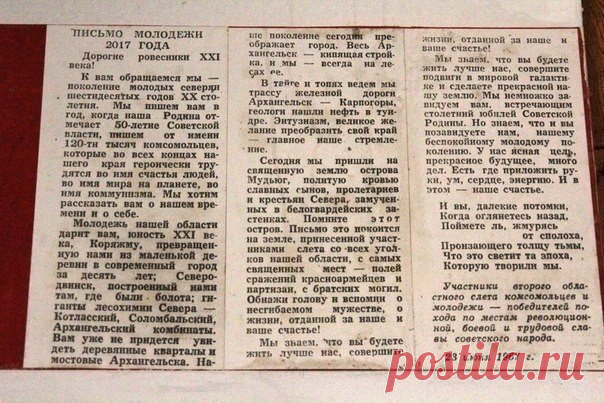 ПИСЬМО МОЛОДЕЖИ
2017 ГОДА
Дорогие ровесники XXI
века!
К вам обращаемся мы —
поколение молодых северян
шестидесятых годов XX сто-
летия. Мы пишем вам в
год, когда наша Родина от-
мечает 50-летие Советской
власти, пишем от имени
120-ти тысяч комсомольцев,
которые во всех концах на-
шего края героически тру-
дятся во имя счастья людей,
во имя мира на планете, во
имя коммунизма. Мы хотим
рассказать вам о нашем вре-
мени и о себе.
Молодежь нашей области
дарит вам, юность XXI ве-
ка, Коряжму, превращен-
ную нами из маленькой де-
ревни в современный город
за десять лет; Северо-
двинск, построенный нами
там, где были болота; ги-
ганты лесохимии Севера —
Котласский, Соломбальский,
Архангельский комбинаты.
Вам уже не придется уви-
деть деревянные кварталы и
мостовые Архангельска. На-
ше поколение сегодня пре-
ображает город. Весь Ар-
хангельск — кипящая строй-
ка, и мы — всегда на ле-
сах ее.
В тайге и топях ведем мы
трассу железной дороги
Архангельск — Карпогоры,
геологи нашли нефть в тун-
дре. Энтузиазм, великое же-
лание преобразить свой край
— главное наше стремле-
ние.
Сегодня мы пришли на
священную землю острова
Мудьюг, политую кровью
славных сынов, пролетариев
и крестьян Севера, замучен-
ных в белогвардейских за-
стенках. Помните этот
остров. Письмо это покоится
на земле, принесенной участ-
никами слета со всех уголков
нашей области, с самых
священных мест — полей
сражений красноармейцев и
партизан, с братских могил.
Обнажи голову и вспомни о
несгибаемом мужестве, о
жизни, отданной за наше и
ваше счастье!
Мы знаем, что вы будете
жить лучше нас, совершите
жизни, отданной за наше и
ваше счастье!
Мы знаем, что вы будете
жить лучше нас, совершите
подвиги в мировой галакти-
ке и сделаете прекрасной на-
шу землю. Мы немножко за-
видуем вам, встречающим
столетний юбилей Советской
Родины. Но знаем, что и вы
позавидуете нам, нашему
беспокойному молодому по-
колению. У нас ясная цель,
прекрасное будущее, много
дел. Есть где приложить ру-
ки, ум, сердце, энергию. И в
этом — наше счастье.
И вы, далекие потомки,
Когда оглянетесь назад,
Поймете ль, жмурясь
от сполоха,
Пронзающего толщу тьмы,
Что это светит та эпоха,
Которую творили мы.
Участники второго обла-
стного слета комсомольцев и
молодежи — победителей по-
хода по местам революцион-
ной, боевой и трудовой сла-
вы советского народа.
23 июня 1967 г.
postila.ru